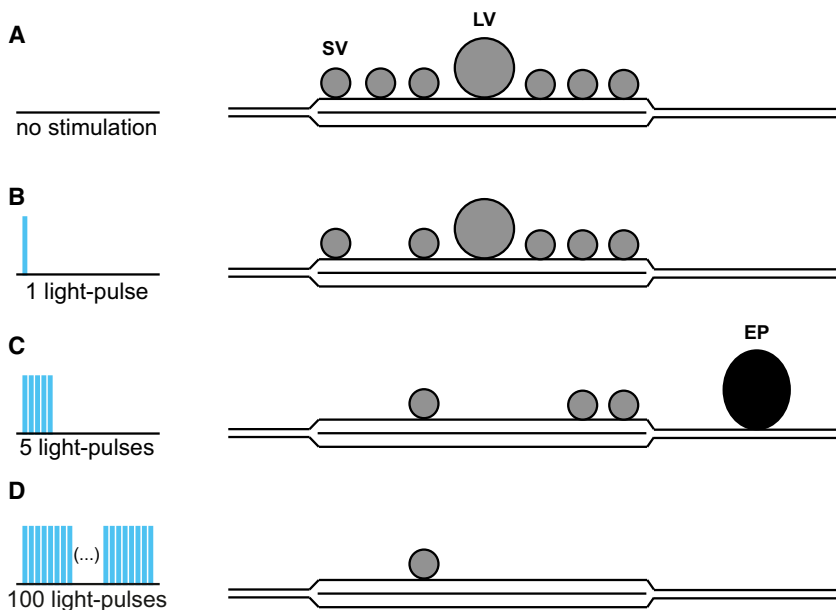 A
SV
LV
no stimulation
B
1 light-pulse
C
EP
5 light-pulses
D
(...)
100 light-pulses